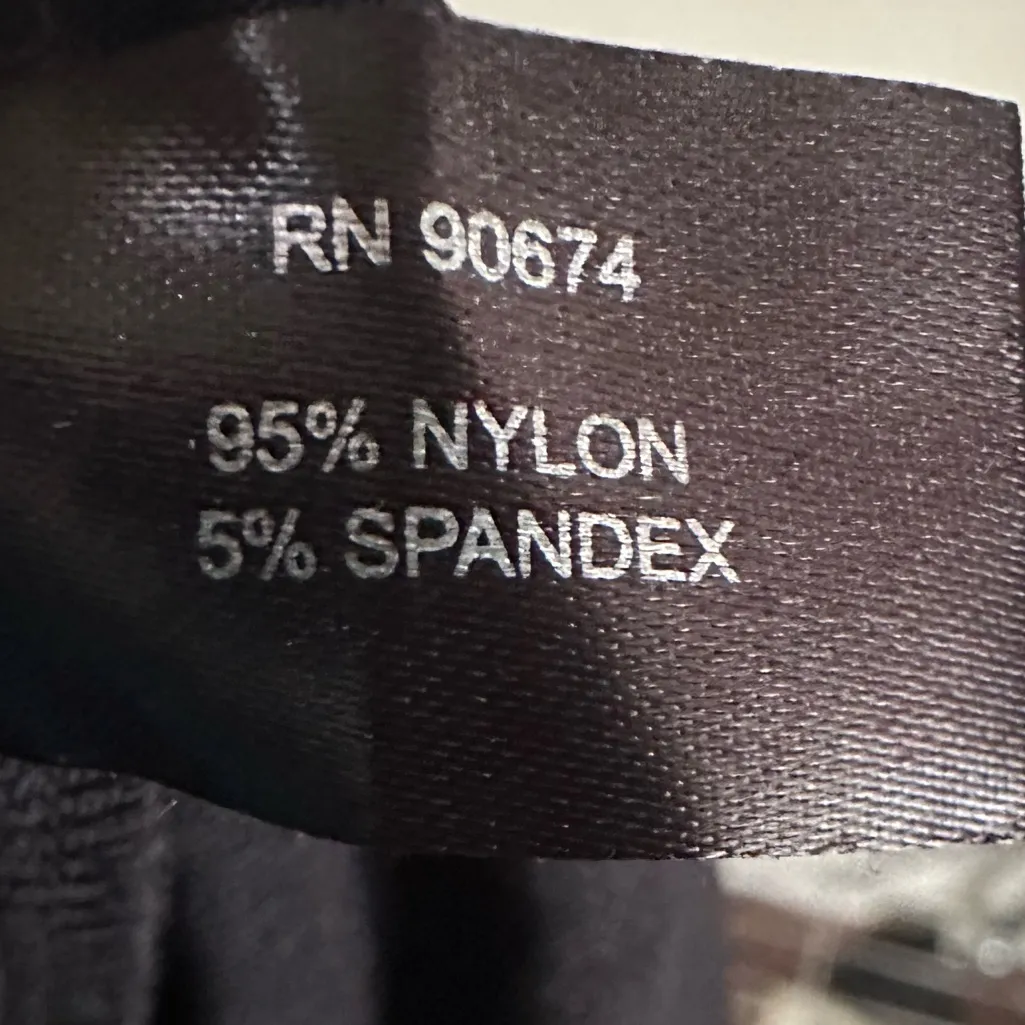 RN 90674
95% NYLON
5% SPANDEX